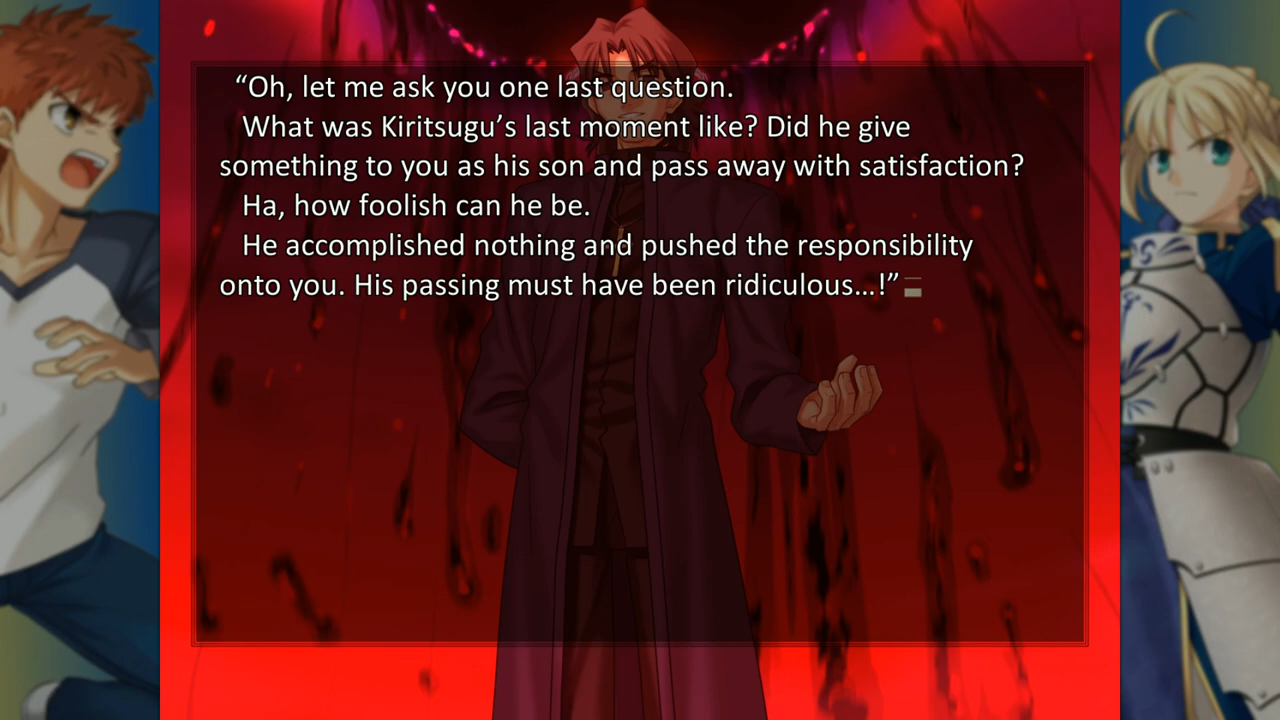 “Oh, let me ask you one last question.
What was Kiritsugu’s last moment like? Did he give
something to you as his son and pass away with satisfaction?
Ha, how foolish can he be.
He accomplished nothing and pushed the responsibility
onto you. His passing must have been ridiculous…!”